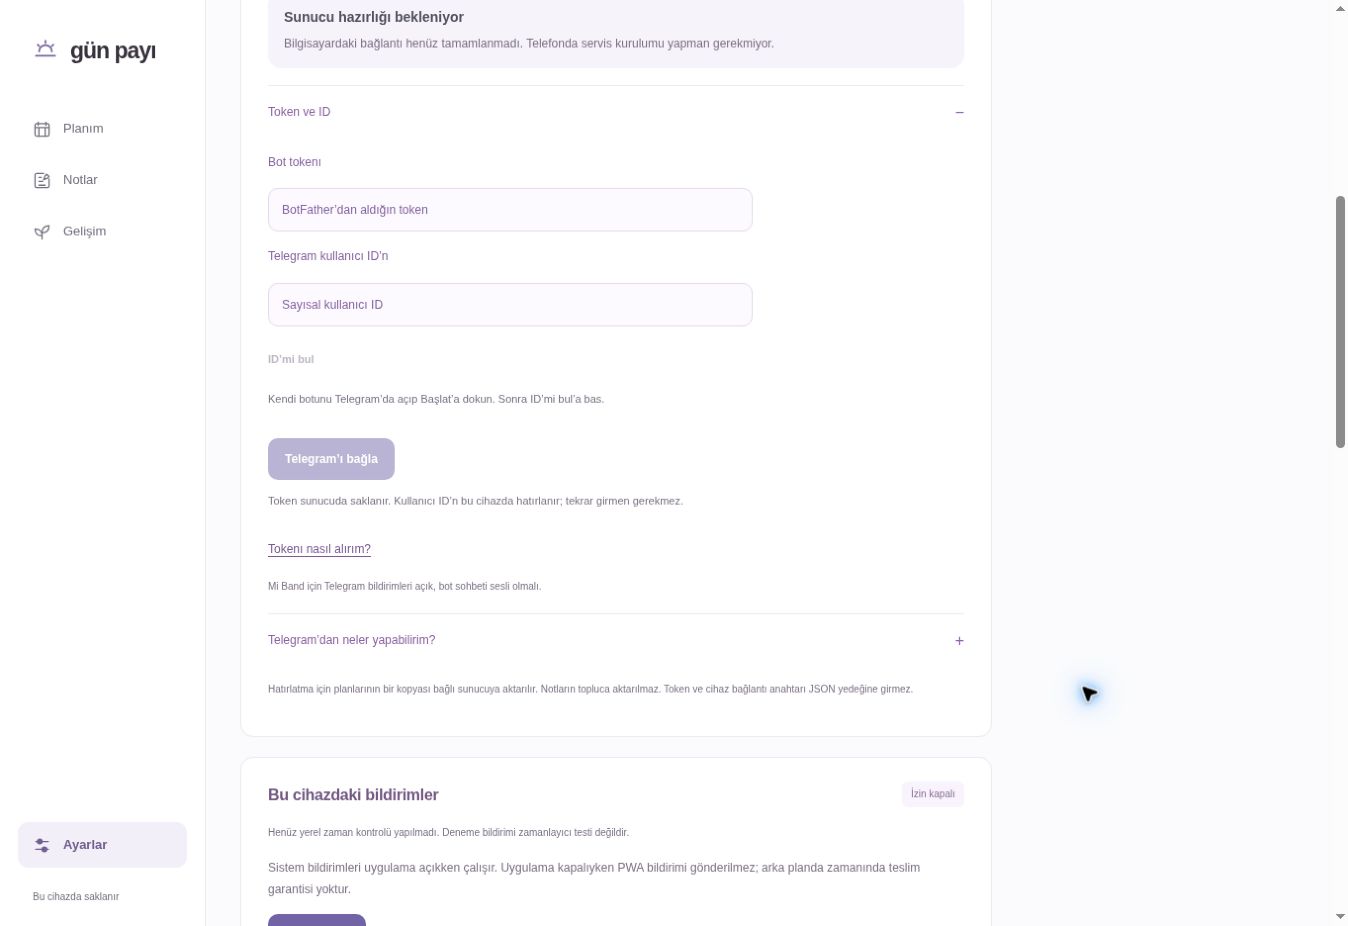 gün payı
Planım
Notlar
Gelişim
Ayarlar
Bu cihazda saklanır
Sunucu hazırlığı bekleniyor
Bilgisayardaki bağlantı henüz tamamlanmadı. Telefonda servis kurulumu yapman gerekmiyor.
Token ve ID
−
Bot tokenı
BotFather’dan aldığın token
Telegram kullanıcı ID’n
Sayısal kullanıcı ID
ID’mi bul
Kendi botunu Telegram’da açıp Başlat’a dokun. Sonra ID’mi bul’a bas.
Telegram’ı bağla
Token sunucuda saklanır. Kullanıcı ID’n bu cihazda hatırlanır; tekrar girmen gerekmez.
Tokenı nasıl alırım?
Mi Band için Telegram bildirimleri açık, bot sohbeti sesli olmalı.
Telegram’dan neler yapabilirim?
+
Hatırlatma için planlarının bir kopyası bağlı sunucuya aktarılır. Notların topluca aktarılmaz. Token ve cihaz bağlantı anahtarı JSON yedeğine girmez.
Bu cihazdaki bildirimler
İzin kapalı
Henüz yerel zaman kontrolü yapılmadı. Deneme bildirimi zamanlayıcı testi değildir.
Sistem bildirimleri uygulama açıkken çalışır. Uygulama kapalıyken PWA bildirimi gönderilmez; arka planda zamanında teslim
garantisi yoktur.